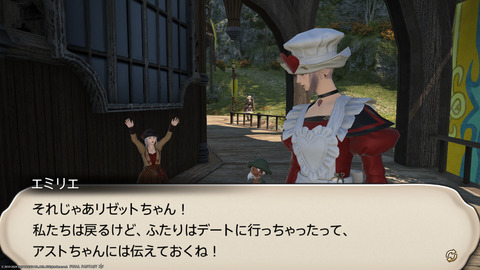 エミリエ
それじゃあリゼットちゃん!
私たちは戻るけど、ふたりはデートに行っちゃったって、
アストちゃんには伝えておくね!